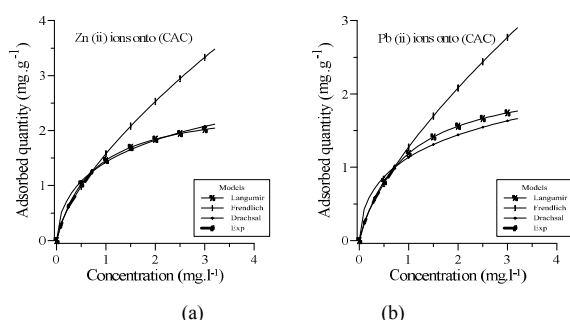 Zn (ii) ions onto (CAC)
Adsorbed quantity (mg.g-1)
4
3
2
1
0
0 1 2 3 4
Concentration (mg.l-1)
Models
Langumir
Frendlich
Drachsal
Exp
(a)
Pb (ii) ions onto (CAC)
Adsorbed quantity (mg.g-1)
4
3
2
1
0
0 1 2 3 4
Concentration (mg.l-1)
Models
Langumir
Frendlich
Drachsal
Exp
(b)